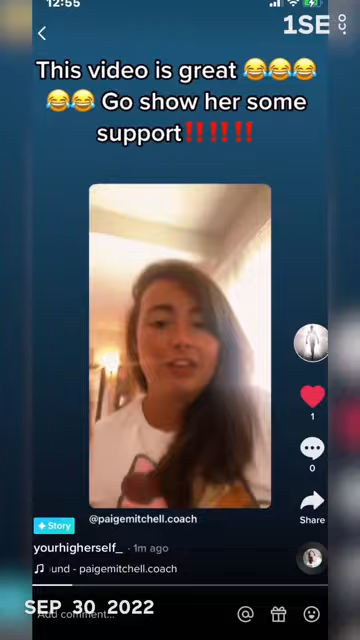 12:55
1SE.CO
This video is great 😂😂😂
😂😂 Go show her some
support‼️‼️‼️‼️
1
0
Share
@paigemitchell.coach
Story
yourhigherself_ · 1m ago
und - paigemitchell.coach
Add comment...
SEP 30 2022